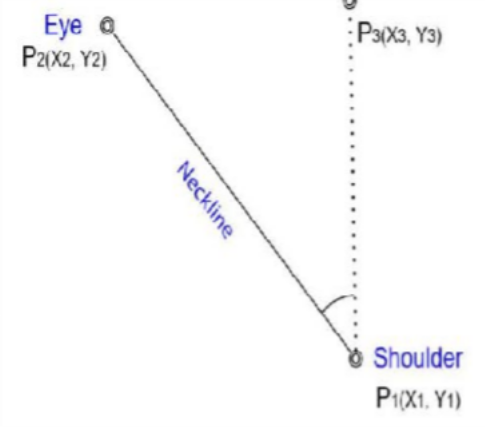 Eye
P2(X2, Y2)
P3(X3, Y3)
Neckline
Shoulder
P1(X1, Y1)